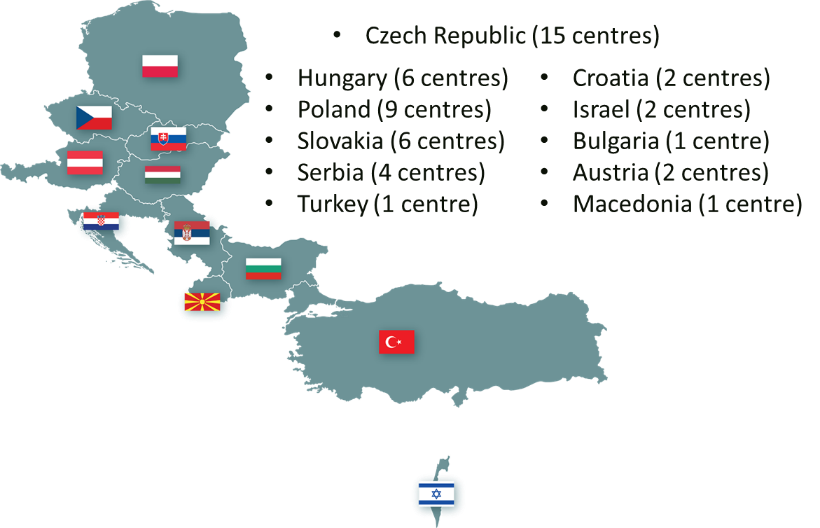 • Czech Republic (15 centres)
• Hungary (6 centres)
• Poland (9 centres)
• Slovakia (6 centres)
• Serbia (4 centres)
• Turkey (1 centre)
• Croatia (2 centres)
• Israel (2 centres)
• Bulgaria (1 centre)
• Austria (2 centres)
• Macedonia (1 centre)